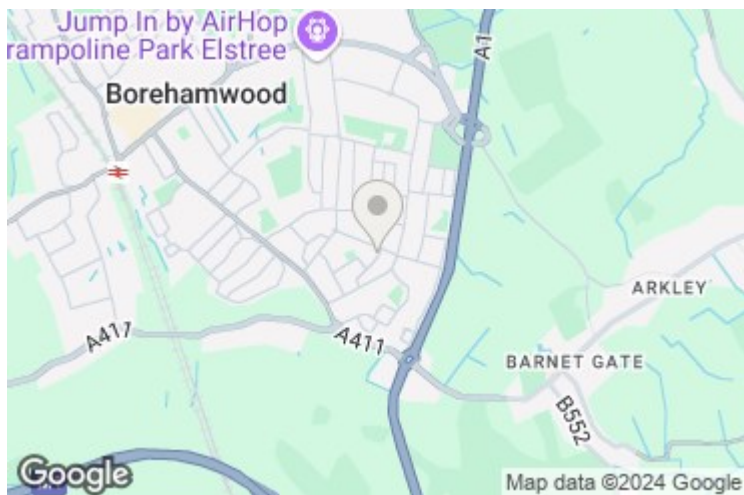 Jump In by AirHop
rampoline Park Elstree
A1
Borehamwood
ARKLEY
A411
A411
BARNET GATE
B552
Google
Map data ©2024 Google